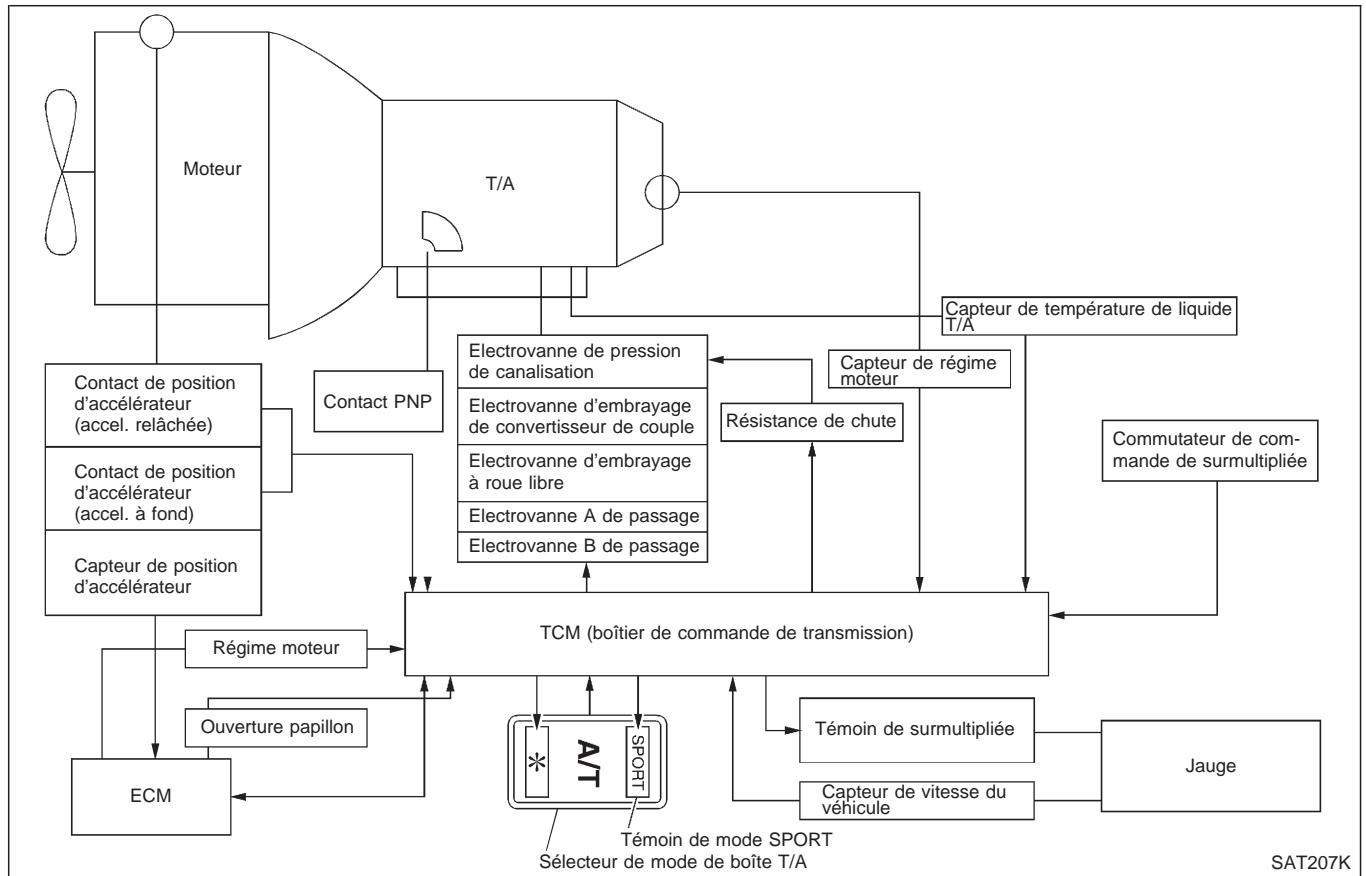 Moteur
T/A
Capteur de température de liquide
T/A
Electrovanne de pression
de canalisation
Capteur de régime
moteur
Contact de position
d'accélérateur
(accel. relâchée)
Contact PNP
Electrovanne d'embrayage
de convertisseur de couple
Résistance de chute
Commutateur de com-
mande de surmultipliée
Electrovanne d'embrayage
à roue libre
Contact de position
d'accélérateur
(accel. à fond)
Electrovanne A de passage
Electrovanne B de passage
Capteur de position
d'accélérateur
TCM (boîtier de commande de transmission)
Régime moteur
Ouverture papillon
A/T
SPORT
Témoin de surmultipliée
Jauge
ECM
Capteur de vitesse du
véhicule
Témoin de mode SPORT
Sélecteur de mode de boîte T/A
SAT207K